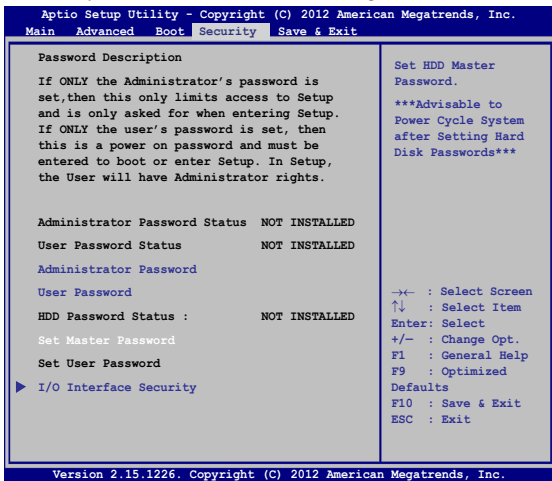 Aptio Setup Utility - Copyright (C) 2012 American Megatrends, Inc.
Main Advanced Boot Security Save & Exit
Password Description
If ONLY the Administrator's password is
set,then this only limits access to Setup
and is only asked for when entering Setup.
If ONLY the user's password is set, then
this is a power on password and must be
entered to boot or enter Setup. In Setup,
the User will have Administrator rights.
Administrator Password Status NOT INSTALLED
User Password Status NOT INSTALLED
Administrator Password
User Password
HDD Password Status : NOT INSTALLED
Set Master Password
Set User Password
I/O Interface Security
Set HDD Master
Password.
***Advisable to
Power Cycle System
after Setting Hard
Disk Passwords***
→← : Select Screen
↑↓ : Select Item
Enter: Select
+/— : Change Opt.
F1 : General Help
F9 : Optimized
Defaults
F10 : Save & Exit
ESC : Exit
Version 2.15.1226. Copyright (C) 2012 American Megatrends, Inc.